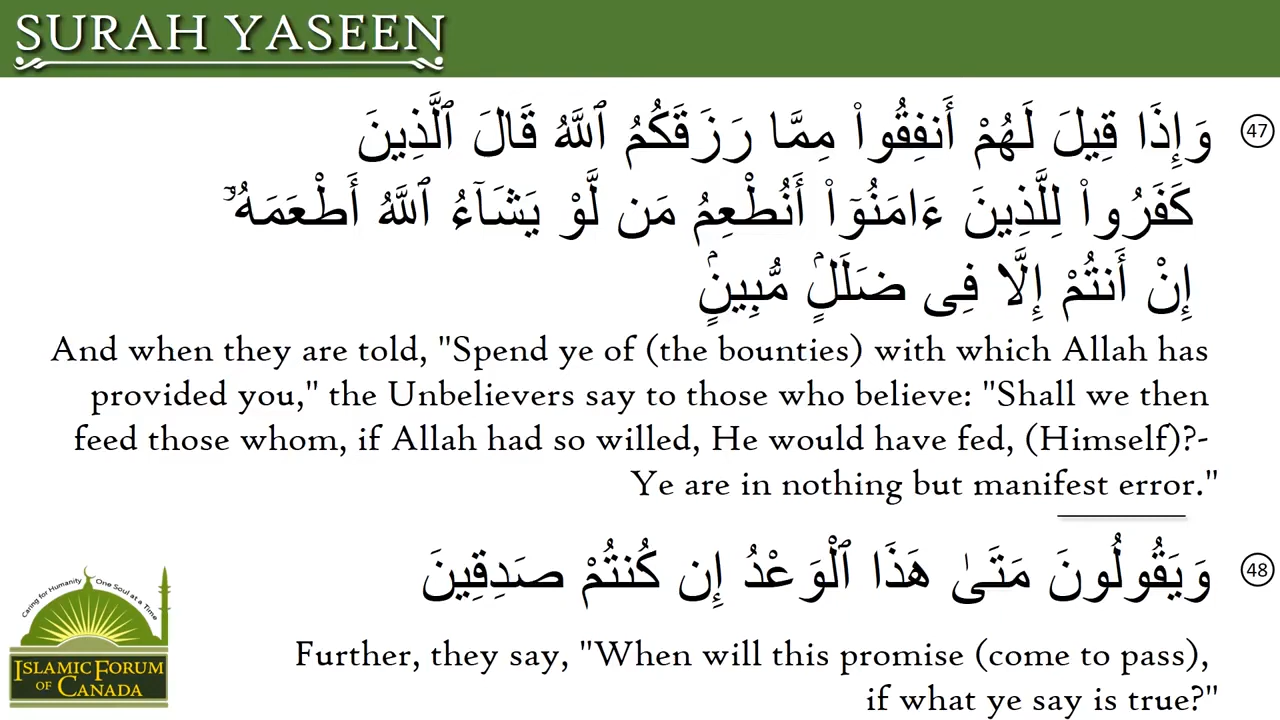 SURAH YASEEN
وَإِذَا قِيلَ لَهُمْ أَنفِقُوا۟ مِمَّا رَزَقَكُمُ ٱللَّهُ قَالَ ٱلَّذِينَ 47
كَفَرُوا۟ لِلَّذِينَ ءَامَنُوٓا۟ أَنُطْعِمُ مَن لَّوْ يَشَآءُ ٱللَّهُ أَطْعَمَهُۥٓ
إِنْ أَنتُمْ إِلَّا فِى ضَلَـلٍۢ مُّبِينٍۢ
And when they are told, "Spend ye of (the bounties) with which Allah has
provided you," the Unbelievers say to those who believe: "Shall we then
feed those whom, if Allah had so willed, He would have fed, (Himself)?-
Ye are in nothing but manifest error."
وَيَقُولُونَ مَتَىٰ هَـذَا ٱلْوَعْدُ إِن كُنتُمْ صَـدِقِينَ 48
Further, they say, "When will this promise (come to pass),
if what ye say is true?"
Caring for Humanity One Soul at a Time
ISLAMIC FORUM
OF CANADA